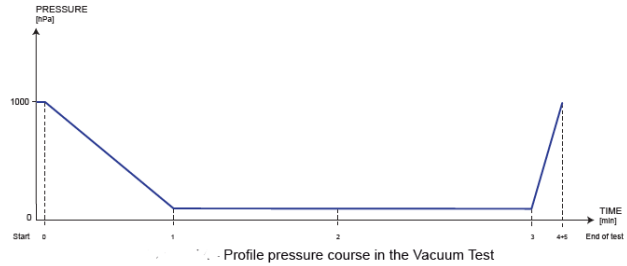 PRESSURE
[hPa]
1000
0
TIME
[min]
Start 0 1 2 3 4+5 End of test
Profile pressure course in the Vacuum Test